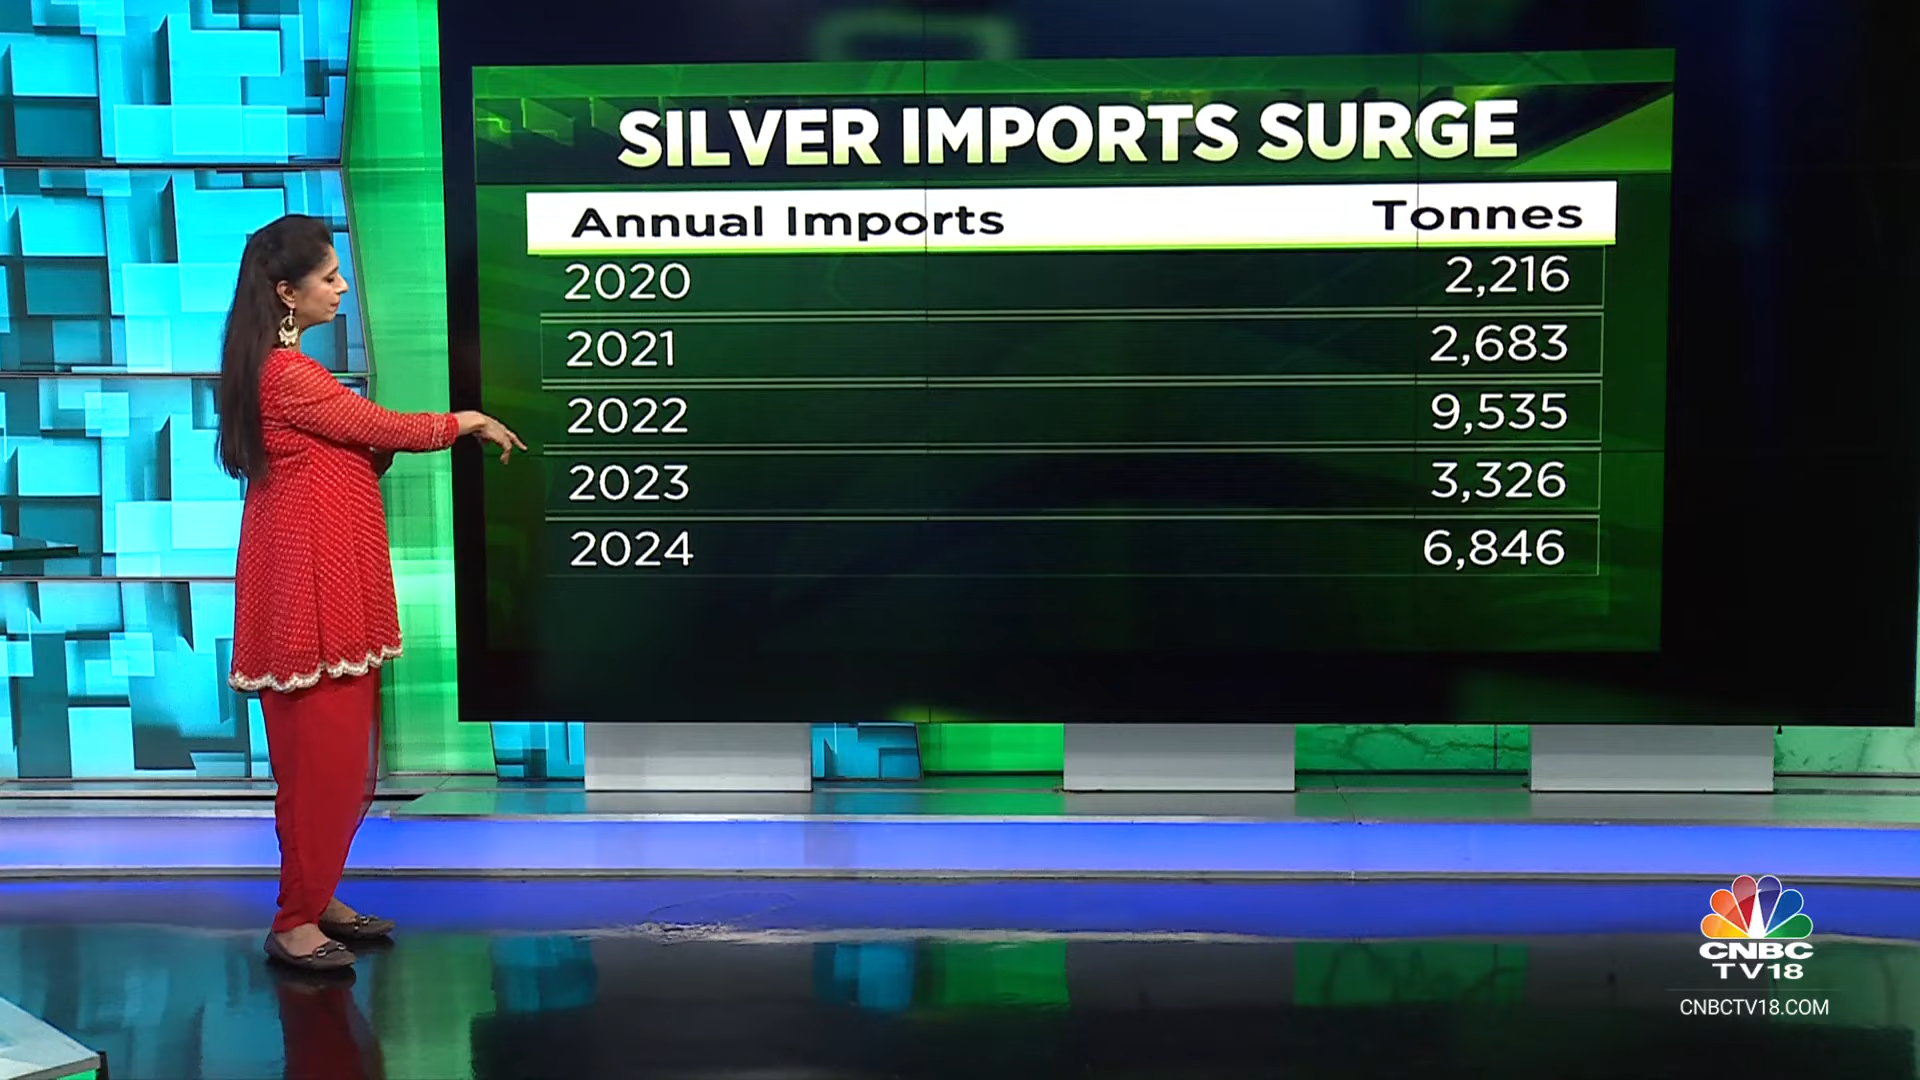 SILVER IMPORTS SURGE
Annual Imports Tonnes
2020 2,216
2021 2,683
2022 9,535
2023 3,326
2024 6,846
CNBC
TV18
CNBCTV18.COM